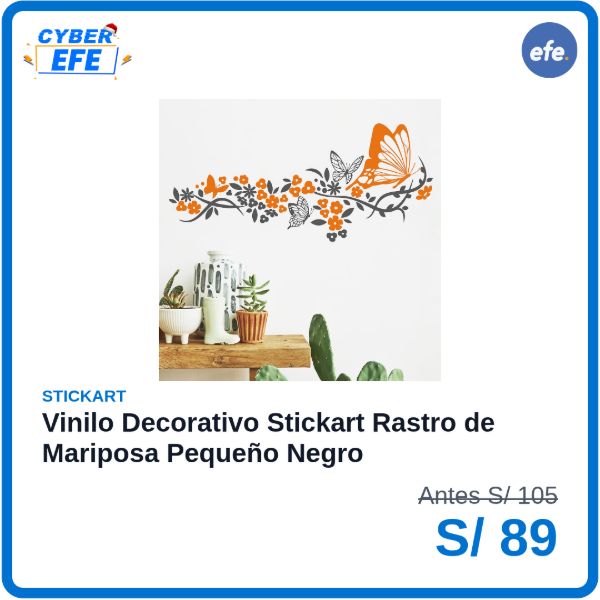 CYBER
EFE
efe.
STICKART
Vinilo Decorativo Stickart Rastro de
Mariposa Pequeño Negro
Antes S/ 105
S/ 89